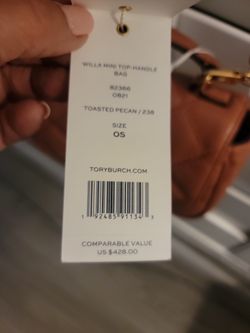 WILLA MINI TOP-HANDLE
BAG
82366
0821
TOASTED PECAN / 238
SIZE
OS
TORYBURCH.COM
1 92485 91134 3
COMPARABLE VALUE
US $428.00